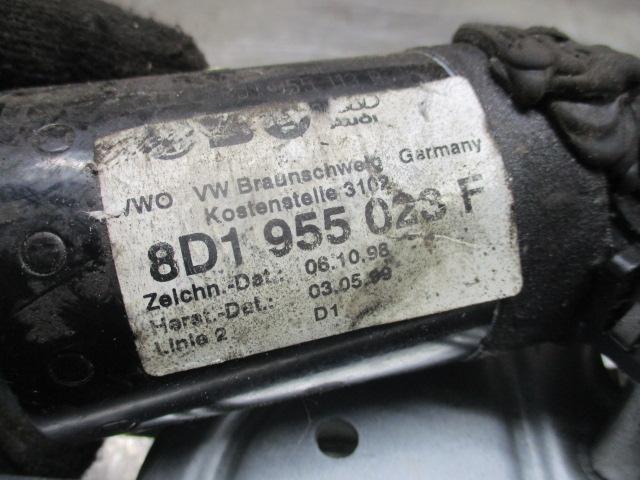 Audi
VWO VW Braunschweig Germany
Kostenstelle 3102
8D1 955 023 F
Zeichn.-Dat.: 06.10.98
Herst.-Dat.: 03.05.99
Linie 2 D1